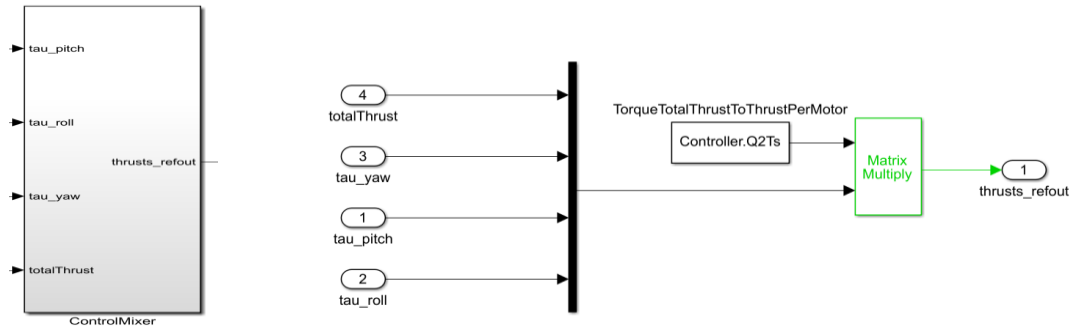 tau_pitch
tau_roll
thrusts_refout
tau_yaw
totalThrust
ControlMixer
4
totalThrust
3
tau_yaw
1
tau_pitch
2
tau_roll
TorqueTotalThrustToThrustPerMotor
Controller.Q2Ts
Matrix
Multiply
1
thrusts_refout